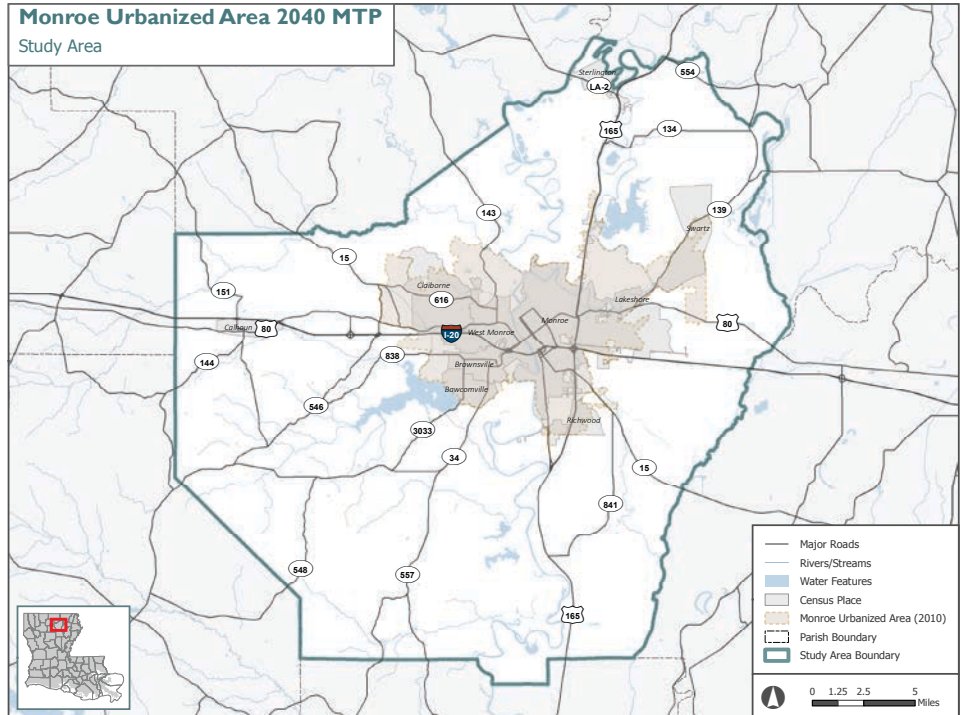 Monroe Urbanized Area 2040 MTP
Study Area
Sterlington
LA-2
554
165
134
143
139
Swartz
15
151
Claiborne
616
Lakeshore
Calhoun
80
I-20
West Monroe
Monroe
80
144
838
Brownsville
Bawcomville
546
3033
Richwood
34
15
841
548
557
165
Major Roads
Rivers/Streams
Water Features
Census Place
Monroe Urbanized Area (2010)
Parish Boundary
Study Area Boundary
0 1.25 2.5 5
Miles